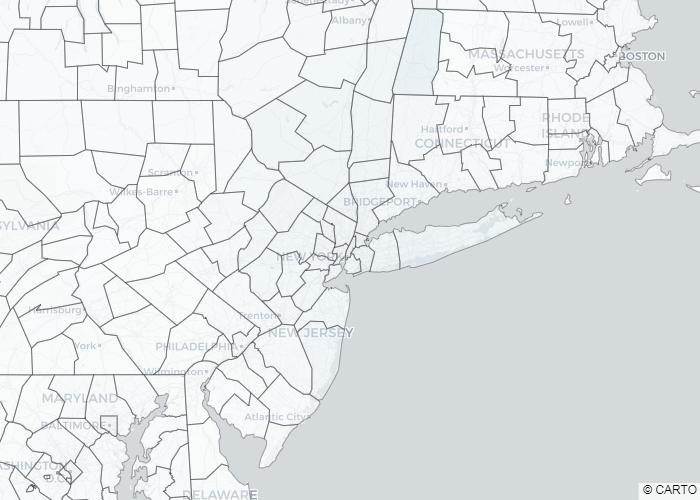 Albany
Lowell
BOSTON
MASSACHUSETTS
Worcester
Binghamton
RHODE
ISLAND
Hartford
CONNECTICUT
Newport
Scranton
New Haven
Wilkes-Barre
BRIDGEPORT
SYLVANIA
NEW YORK
Harrisburg
Trenton
NEW JERSEY
York
PHILADELPHIA
Wilmington
MARYLAND
Atlantic City
BALTIMORE
DELAWARE
© CARTO